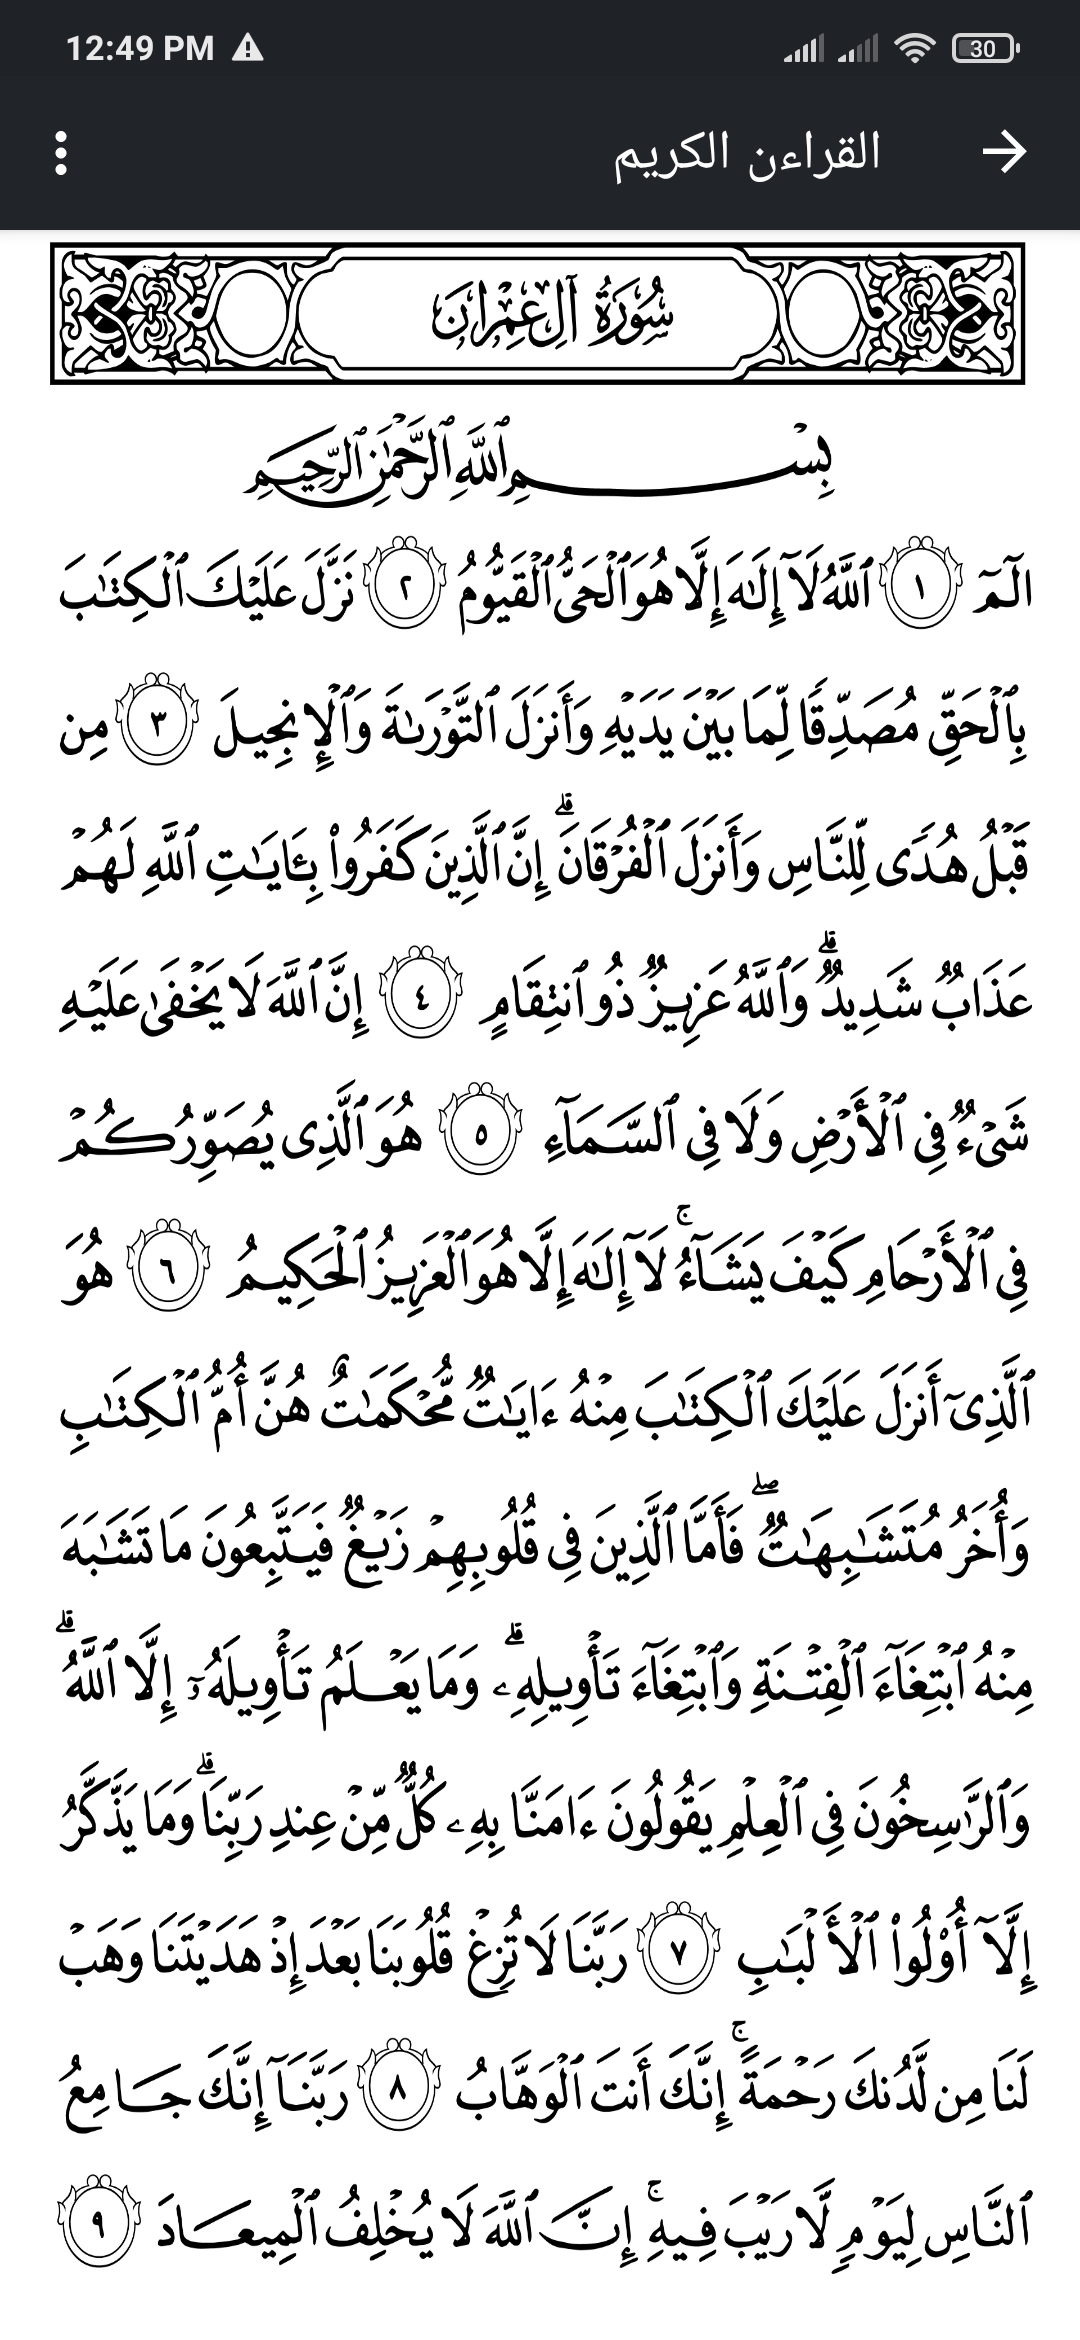 12:49 PM
30
القراءن الكريم
سُورَةُ آلِ عِمْرَانَ
بِسْمِ ٱللَّهِ ٱلرَّحْمَٰنِ ٱلرَّحِيمِ
الٓمٓ ١ ٱللَّهُ لَآ إِلَٰهَ إِلَّا هُوَ ٱلْحَىُّ ٱلْقَيُّومُ ٢ نَزَّلَ عَلَيْكَ ٱلْكِتَٰبَ
بِٱلْحَقِّ مُصَدِّقًا لِّمَا بَيْنَ يَدَيْهِ وَأَنزَلَ ٱلتَّوْرَىٰةَ وَٱلْإِنجِيلَ ٣ مِن
قَبْلُ هُدًى لِّلنَّاسِ وَأَنزَلَ ٱلْفُرْقَانَ ۗ إِنَّ ٱلَّذِينَ كَفَرُوا۟ بِـَٔايَٰتِ ٱللَّهِ لَهُمْ
عَذَابٌ شَدِيدٌ ۗ وَٱللَّهُ عَزِيزٌ ذُو ٱنتِقَامٍ ٤ إِنَّ ٱللَّهَ لَا يَخْفَىٰ عَلَيْهِ
شَىْءٌ فِى ٱلْأَرْضِ وَلَا فِى ٱلسَّمَآءِ ٥ هُوَ ٱلَّذِى يُصَوِّرُكُمْ
فِى ٱلْأَرْحَامِ كَيْفَ يَشَآءُ ۚ لَآ إِلَٰهَ إِلَّا هُوَ ٱلْعَزِيزُ ٱلْحَكِيمُ ٦ هُوَ
ٱلَّذِىٓ أَنزَلَ عَلَيْكَ ٱلْكِتَٰبَ مِنْهُ ءَايَٰتٌ مُّحْكَمَٰتٌ هُنَّ أُمُّ ٱلْكِتَٰبِ
وَأُخَرُ مُتَشَٰبِهَٰتٌ ۖ فَأَمَّا ٱلَّذِينَ فِى قُلُوبِهِمْ زَيْغٌ فَيَتَّبِعُونَ مَا تَشَٰبَهَ
مِنْهُ ٱبْتِغَآءَ ٱلْفِتْنَةِ وَٱبْتِغَآءَ تَأْوِيلِهِۦ ۗ وَمَا يَعْلَمُ تَأْوِيلَهُۥٓ إِلَّا ٱللَّهُ ۗ
وَٱلرَّٰسِخُونَ فِى ٱلْعِلْمِ يَقُولُونَ ءَامَنَّا بِهِۦ كُلٌّ مِّنْ عِندِ رَبِّنَا ۗ وَمَا يَذَّكَّرُ
إِلَّآ أُو۟لُوا۟ ٱلْأَلْبَٰبِ ٧ رَبَّنَا لَا تُزِغْ قُلُوبَنَا بَعْدَ إِذْ هَدَيْتَنَا وَهَبْ
لَنَا مِن لَّدُنكَ رَحْمَةً ۚ إِنَّكَ أَنتَ ٱلْوَهَّابُ ٨ رَبَّنَآ إِنَّكَ جَامِعُ
ٱلنَّاسِ لِيَوْمٍ لَّا رَيْبَ فِيهِ ۚ إِنَّ ٱللَّهَ لَا يُخْلِفُ ٱلْمِيعَادَ ٩